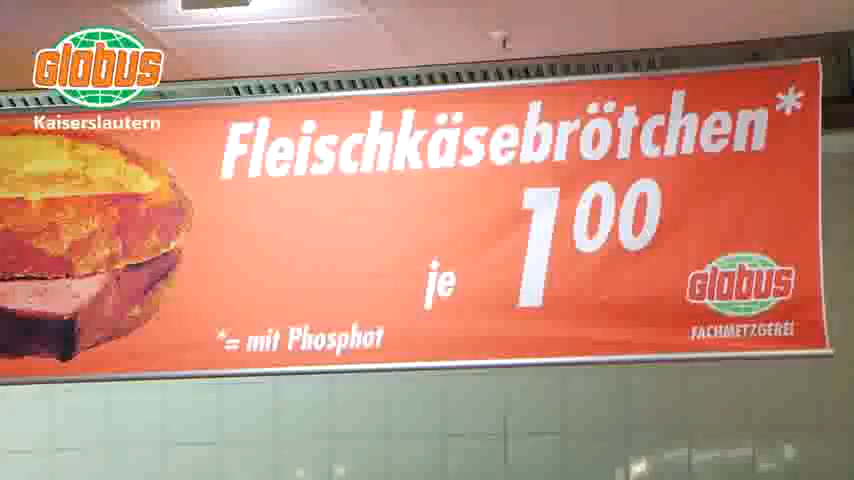 Globus
Kaiserslautern
Fleischkäsebrötchen*
je 1 00
*= mit Phosphat
Globus
FACHMETZGEREI